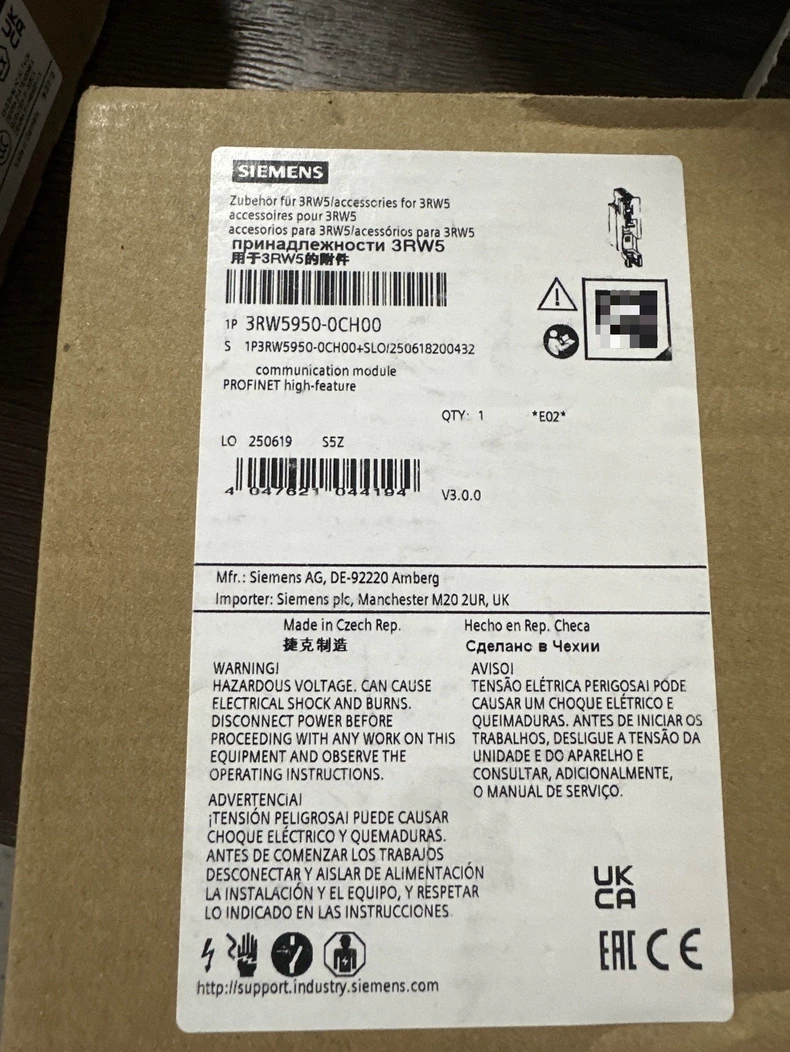 UK
CA
SIEMENS
Zubehör für 3RW5/accessories for 3RW5
accessoires pour 3RW5
accesorios para 3RW5/acessórios para 3RW5
принадлежности 3RW5
用于3RW5的附件
1P 3RW5950-0CH00
S 1P3RW5950-0CH00+SLO/250618200432
communication module
PROFINET high-feature
QTY: 1 *E02*
LO 250619 S5Z
4 047621 044194
V3.0.0
Mfr.: Siemens AG, DE-92220 Amberg
Importer: Siemens plc, Manchester M20 2UR, UK
Made in Czech Rep. Hecho en Rep. Checa
捷克制造 Сделано в Чехии
WARNING!
HAZARDOUS VOLTAGE. CAN CAUSE
ELECTRICAL SHOCK AND BURNS.
DISCONNECT POWER BEFORE
PROCEEDING WITH ANY WORK ON THIS
EQUIPMENT AND OBSERVE THE
OPERATING INSTRUCTIONS.
AVISO!
TENSÃO ELÉTRICA PERIGOSA! PODE
CAUSAR UM CHOQUE ELÉTRICO E
QUEIMADURAS. ANTES DE INICIAR OS
TRABALHOS, DESLIGUE A TENSÃO DA
UNIDADE E DO APARELHO E
CONSULTAR, ADICIONALMENTE,
O MANUAL DE SERVIÇO.
ADVERTENCIA!
¡TENSIÓN PELIGROSA! PUEDE CAUSAR
CHOQUE ELÉCTRICO Y QUEMADURAS.
ANTES DE COMENZAR LOS TRABAJOS
DESCONECTAR Y AISLAR DE ALIMENTACIÓN
LA INSTALACIÓN Y EL EQUIPO, Y RESPETAR
LO INDICADO EN LAS INSTRUCCIONES.
UK
CA
EAC CE
http://support.industry.siemens.com